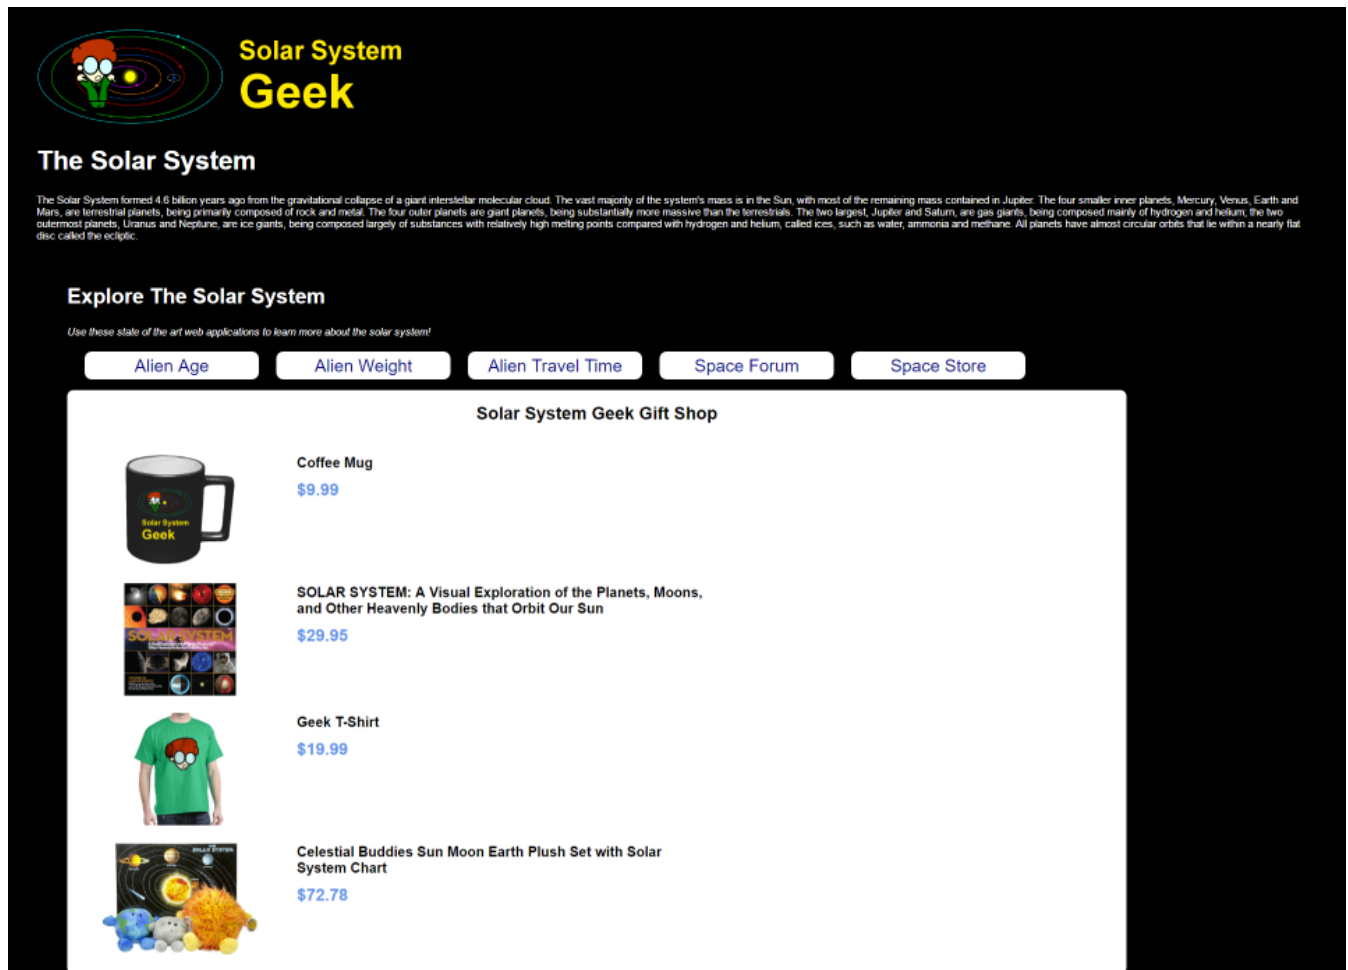 Solar System
Geek
The Solar System
The Solar System formed 4.6 billion years ago from the gravitational collapse of a giant interstellar molecular cloud. The vast majority of the system's mass is in the Sun, with most of the remaining mass contained in Jupiter. The four smaller inner planets, Mercury, Venus, Earth and
Mars, are terrestrial planets, being primarily composed of rock and metal. The four outer planets are giant planets, being substantially more massive than the terrestrials. The two largest, Jupiter and Saturn, are gas giants, being composed mainly of hydrogen and helium; the two
outermost planets, Uranus and Neptune, are ice giants, being composed largely of substances with relatively high melting points compared with hydrogen and helium, called ices, such as water, ammonia and methane. All planets have almost circular orbits that lie within a nearly flat
disc called the ecliptic.
Explore The Solar System
Use these state of the art web applications to learn more about the solar system!
Alien Age
Alien Weight
Alien Travel Time
Space Forum
Space Store
Solar System Geek Gift Shop
Solar System
Geek
Coffee Mug
$9.99
SOLAR SYSTEM
SOLAR SYSTEM: A Visual Exploration of the Planets, Moons,
and Other Heavenly Bodies that Orbit Our Sun
$29.95
Geek T-Shirt
$19.99
SOLAR SYSTEM
Celestial Buddies Sun Moon Earth Plush Set with Solar
System Chart
$72.78